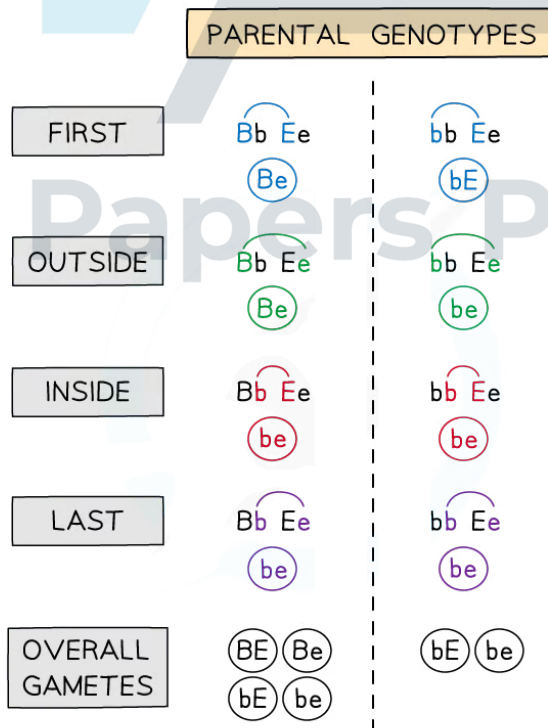 PARENTAL GENOTYPES
FIRST
Bb Ee
bb Ee
Be
bE
OUTSIDE
Bb Ee
bb Ee
Be
be
INSIDE
Bb Ee
bb Ee
be
be
LAST
Bb Ee
bb Ee
be
be
OVERALL GAMETES
BE Be
bE be
bE be
Papers P